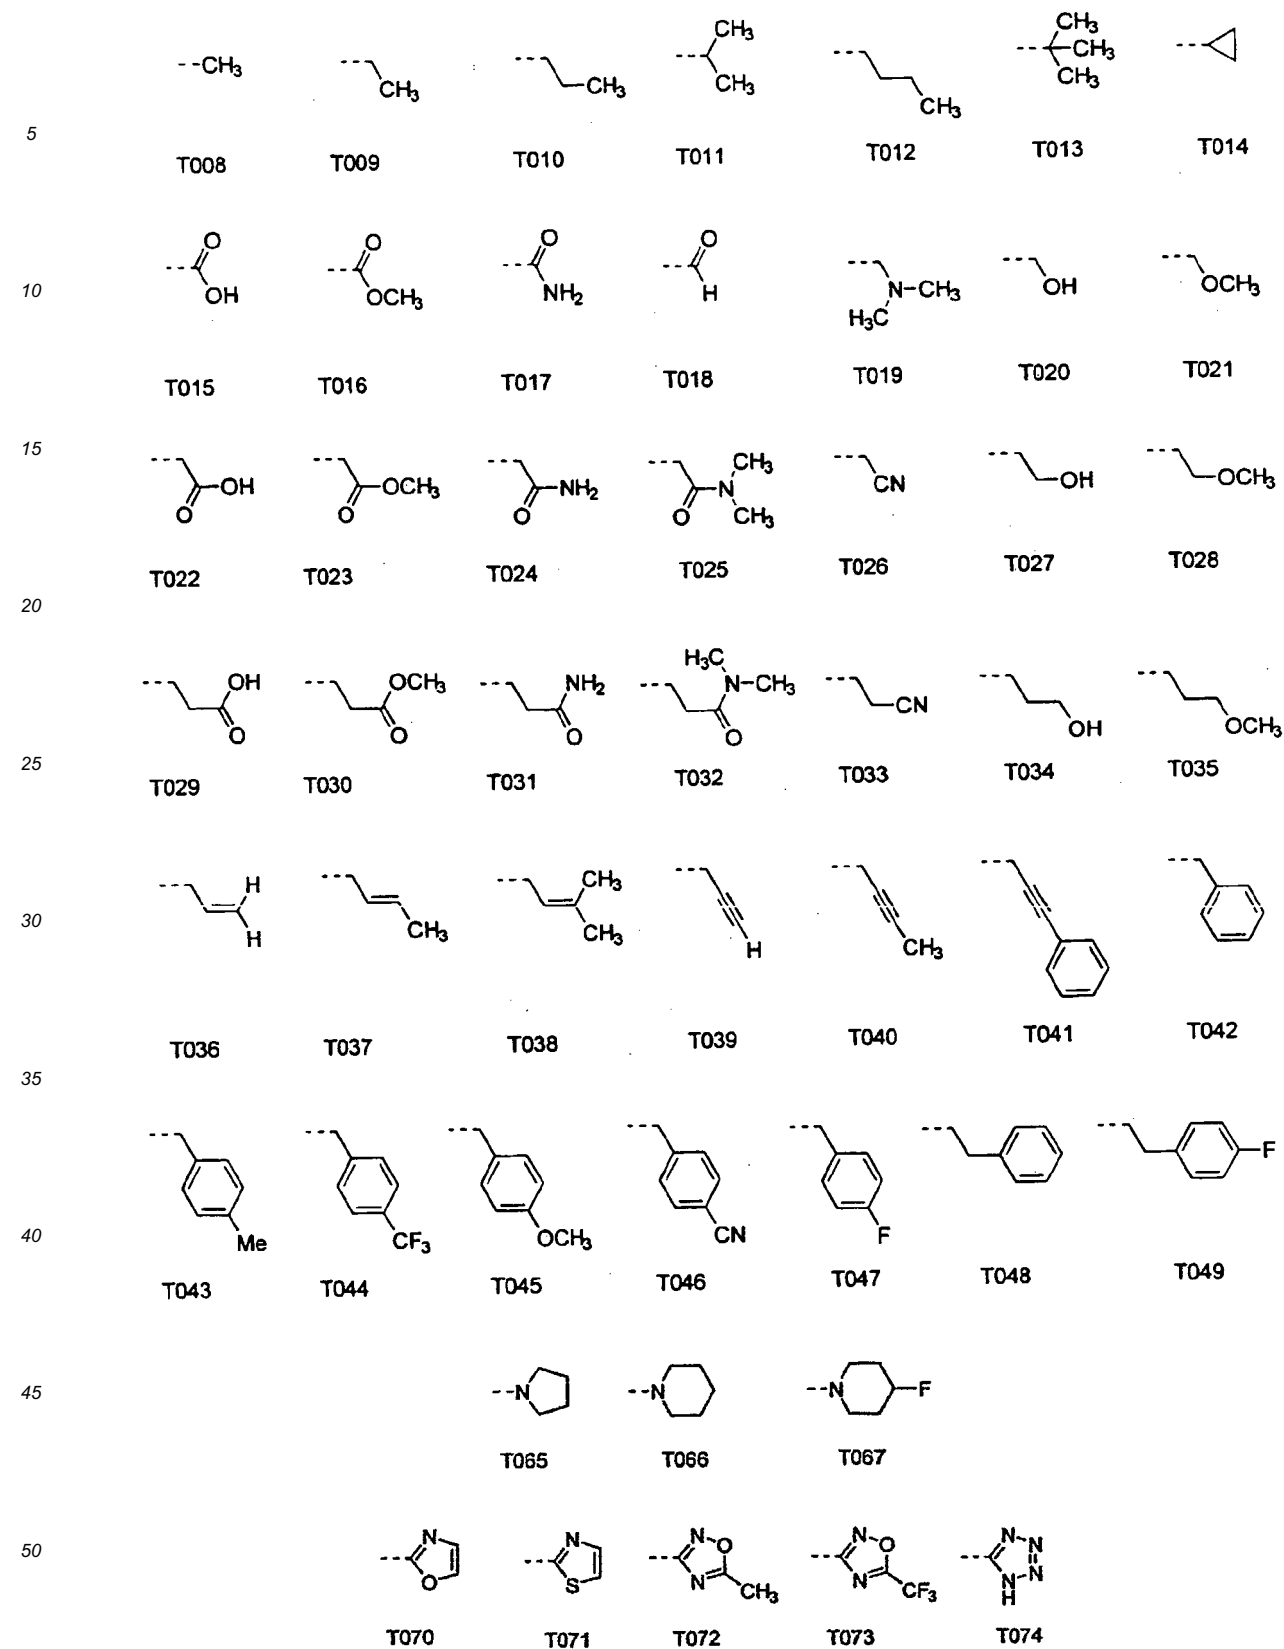 CH3 CH3 CH3 CH3 CH3 CH3 CH3 CH3 CH3
5
T008 T009 T010 T011 T012 T013 T014
O OH O OCH3 O NH2 O H N CH3 H3C OH OCH3
10
T015 T016 T017 T018 T019 T020 T021
15
OH O OCH3 O NH2 O CH3 N O CH3 CN OH OCH3
T022 T023 T024 T025 T026 T027 T028
20
OH O OCH3 O NH2 O H3C N CH3 O CN OH OCH3
25
T029 T030 T031 T032 T033 T034 T035
H H CH3 CH3 CH3 H CH3
30
T036 T037 T038 T039 T040 T041 T042
35
Me CF3 OCH3 CN F F
40
T043 T044 T045 T046 T047 T048 T049
45
N N N F
T065 T066 T067
50
N O N S N O N CH3 N O N CF3 N N N N H
T070 T071 T072 T073 T074